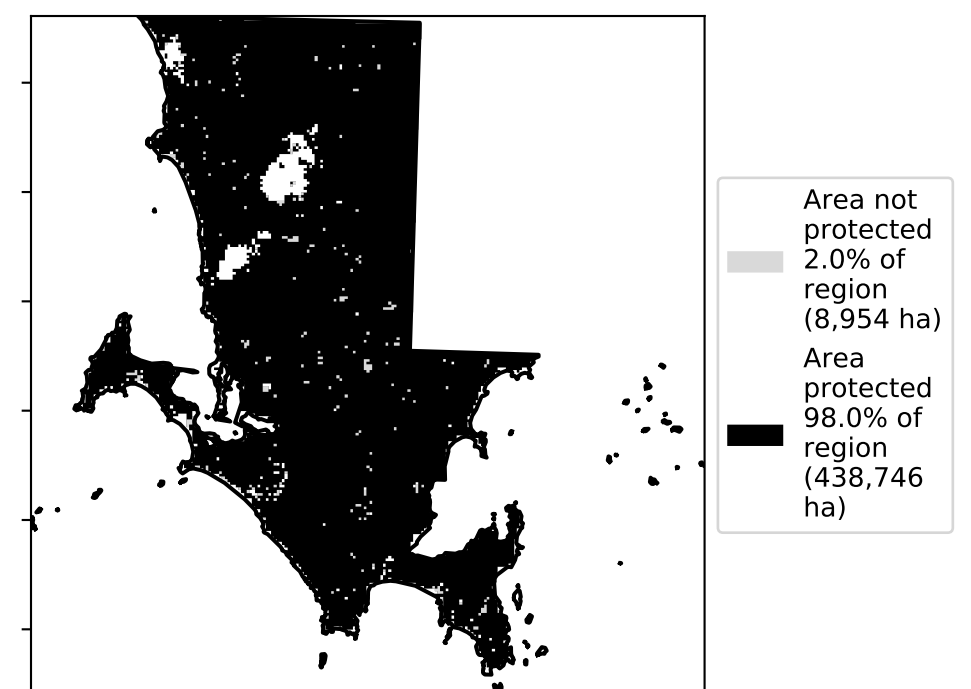 Area not
protected
2.0% of
region
(8,954 ha)
Area
protected
98.0% of
region
(438,746
ha)